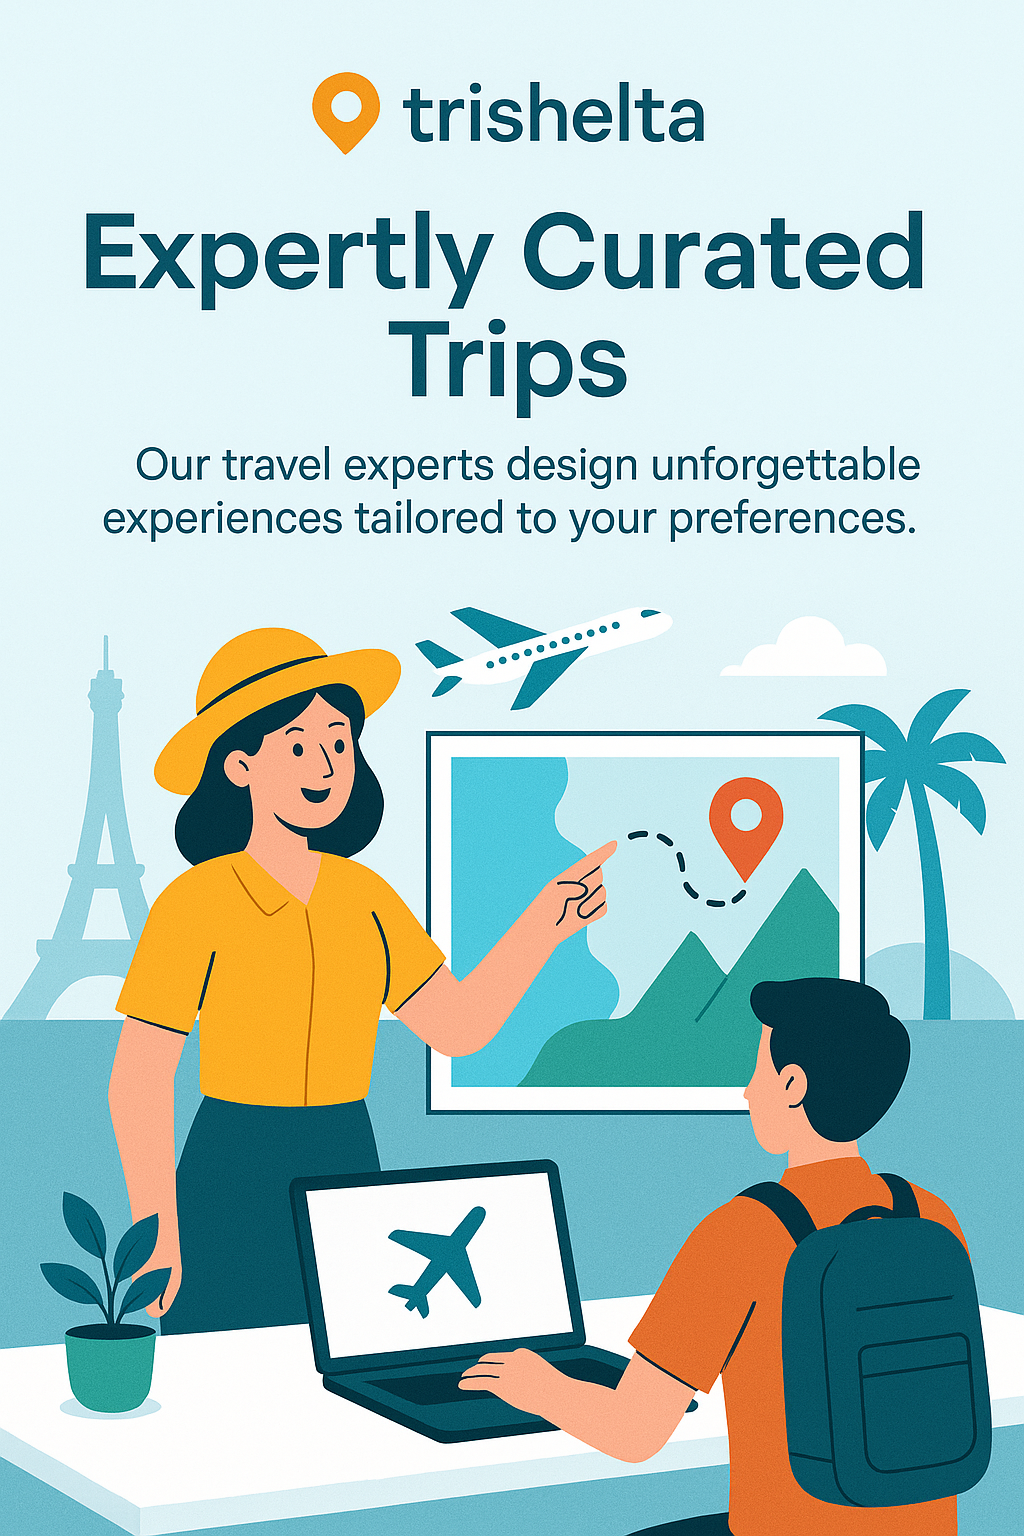 trishelta
Expertly Curated
Trips
Our travel experts design unforgettable
experiences tailored to your preferences.